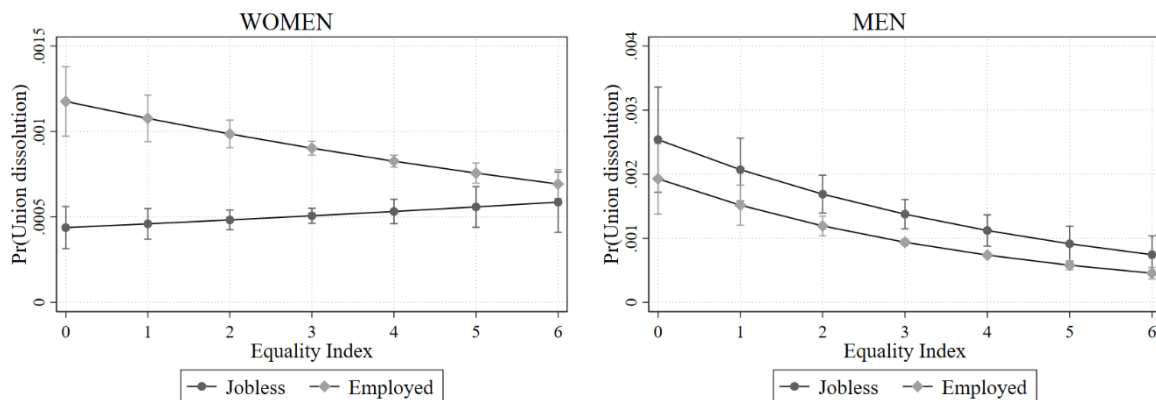 WOMEN
Pr(Union dissolution)
.0015
.001
.0005
0
0 1 2 3 4 5 6
Equality Index
Jobless Employed
MEN
Pr(Union dissolution)
.004
.003
.002
.001
0
0 1 2 3 4 5 6
Equality Index
Jobless Employed